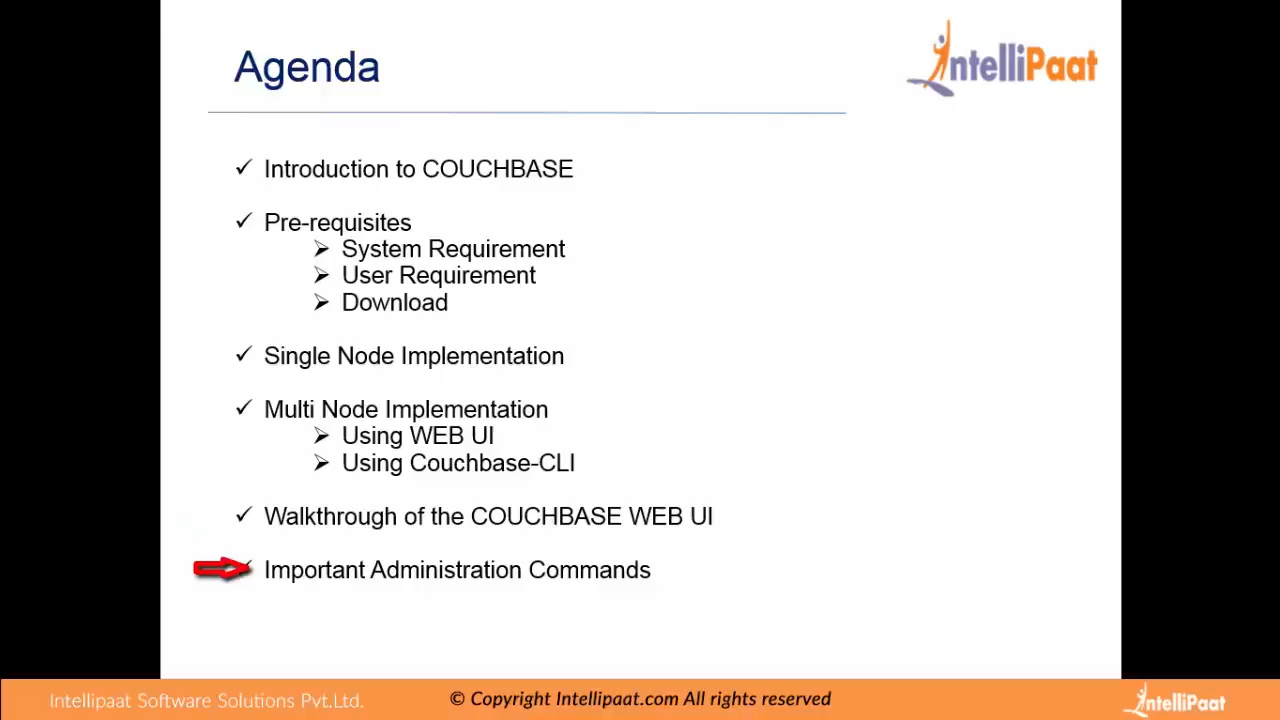 Agenda
IntelliPaat
Introduction to COUCHBASE
Pre-requisites
System Requirement
User Requirement
Download
Single Node Implementation
Multi Node Implementation
Using WEB UI
Using Couchbase-CLI
Walkthrough of the COUCHBASE WEB UI
Important Administration Commands
Intellipaat Software Solutions Pvt.Ltd.
© Copyright Intellipaat.com All rights reserved
IntelliPaat